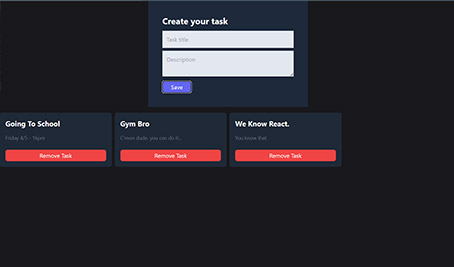 Create your task
Task title
Description
Save
Going To School
Friday 4/5 - 14pm
Remove Task
Gym Bro
C'mon dude, you can do it...
Remove Task
We Know React.
You know that
Remove Task